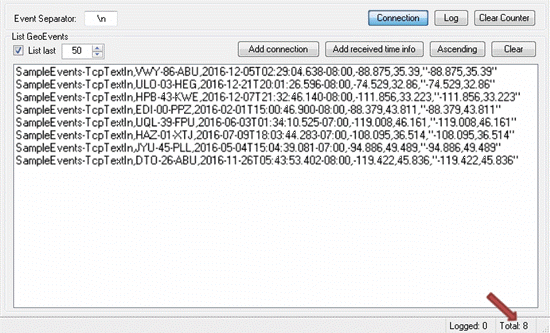 Event Separator: \n Connection Log Clear Counter
List GeoEvents
List last 50 Add connection Add received time info Ascending Clear
SampleEvents-TcpTextIn,VWY-86-ABU,2016-12-05T02:29:04.638-08:00,-88.875,35.39,"-88.875,35.39"
SampleEvents-TcpTextIn,ULO-03-HEG,2016-12-21T20:01:26.596-08:00,-74.529,32.86,"-74.529,32.86"
SampleEvents-TcpTextIn,HPB-43-KWE,2016-12-07T21:32:46.140-08:00,-111.856,33.223,"-111.856,33.223"
SampleEvents-TcpTextIn,EDI-00-PPZ,2016-02-01T15:00:46.900-08:00,-88.379,43.811,"-88.379,43.811"
SampleEvents-TcpTextIn,UQL-39-FPU,2016-06-03T01:34:10.525-07:00,-119.008,46.161,"-119.008,46.161"
SampleEvents-TcpTextIn,HAZ-01-XTJ,2016-07-09T18:03:44.283-07:00,-108.095,36.514,"-108.095,36.514"
SampleEvents-TcpTextIn,JYU-45-PLL,2016-05-04T15:04:39.081-07:00,-94.886,49.489,"-94.886,49.489"
SampleEvents-TcpTextIn,DTO-26-ABU,2016-11-26T05:43:53.402-08:00,-119.422,45.836,"-119.422,45.836"
Logged: 0 Total: 8